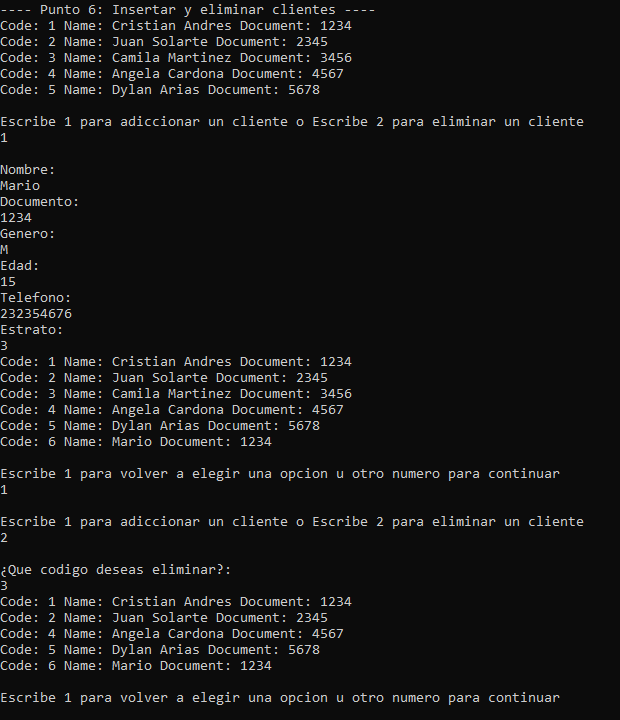 ---- Punto 6: Insertar y eliminar clientes ----
Code: 1 Name: Cristian Andres Document: 1234
Code: 2 Name: Juan Solarte Document: 2345
Code: 3 Name: Camila Martinez Document: 3456
Code: 4 Name: Angela Cardona Document: 4567
Code: 5 Name: Dylan Arias Document: 5678
Escribe 1 para adiccionar un cliente o Escribe 2 para eliminar un cliente
1
Nombre:
Mario
Documento:
1234
Genero:
M
Edad:
15
Telefono:
232354676
Estrato:
3
Code: 1 Name: Cristian Andres Document: 1234
Code: 2 Name: Juan Solarte Document: 2345
Code: 3 Name: Camila Martinez Document: 3456
Code: 4 Name: Angela Cardona Document: 4567
Code: 5 Name: Dylan Arias Document: 5678
Code: 6 Name: Mario Document: 1234
Escribe 1 para volver a elegir una opcion u otro numero para continuar
1
Escribe 1 para adiccionar un cliente o Escribe 2 para eliminar un cliente
2
¿Que codigo deseas eliminar?:
3
Code: 1 Name: Cristian Andres Document: 1234
Code: 2 Name: Juan Solarte Document: 2345
Code: 4 Name: Angela Cardona Document: 4567
Code: 5 Name: Dylan Arias Document: 5678
Code: 6 Name: Mario Document: 1234
Escribe 1 para volver a elegir una opcion u otro numero para continuar